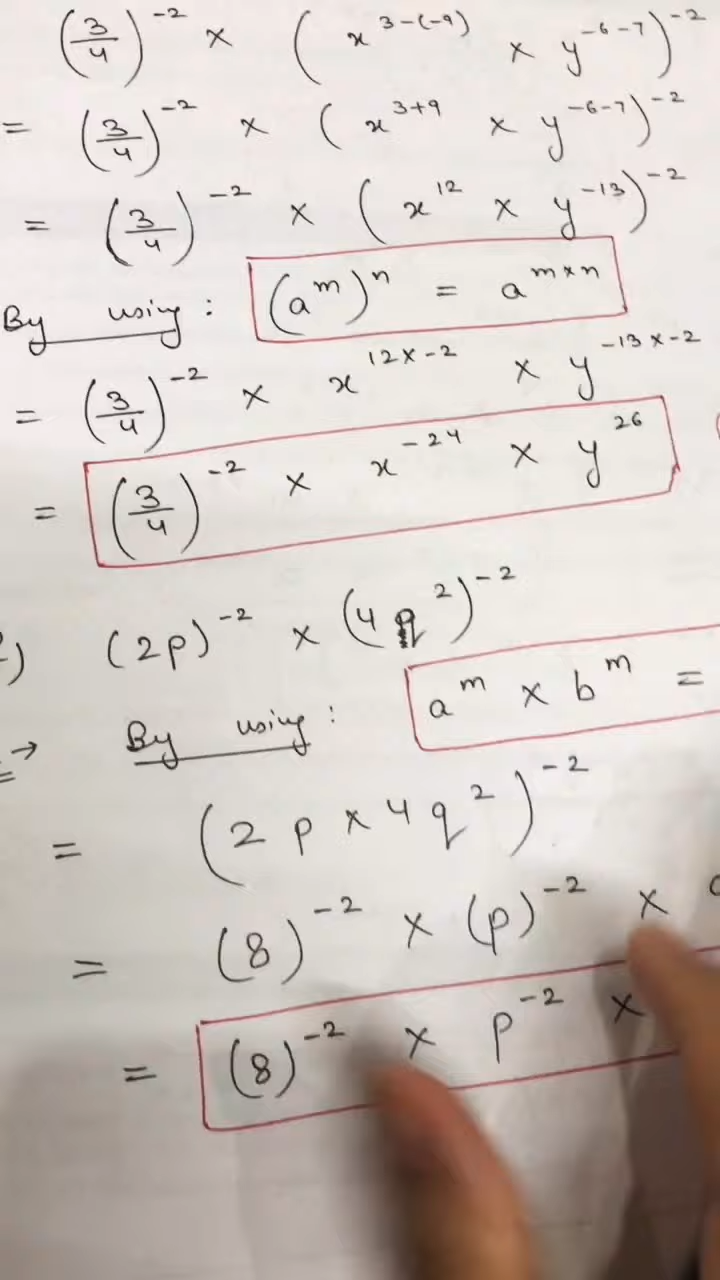 (3/4)^-2 × (x^3-(-9) × y^-6-7)^-2
= (3/4)^-2 × (x^3+9 × y^-6-7)^-2
= (3/4)^-2 × (x^12 × y^-13)^-2
By using: (a^m)^n = a^m×n
= (3/4)^-2 × x^12×-2 × y^-13×-2
= (3/4)^-2 × x^-24 × y^26
) (2p)^-2 × (4q^2)^-2
=> By using: a^m × b^m =
= (2p × 4q^2)^-2
= (8)^-2 × (p)^-2 ×
= (8)^-2 × p^-2 ×